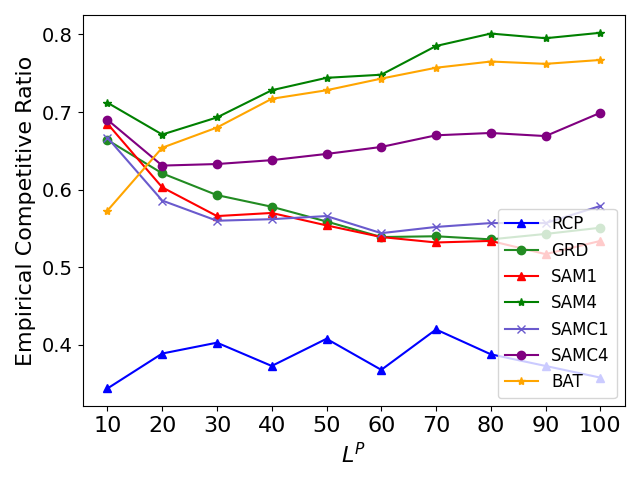 0.8
0.7
0.6
0.5
0.4
Empirical Competitive Ratio
RCP
GRD
SAM1
SAM4
SAMC1
SAMC4
BAT
10 20 30 40 50 60 70 80 90 100
L^P